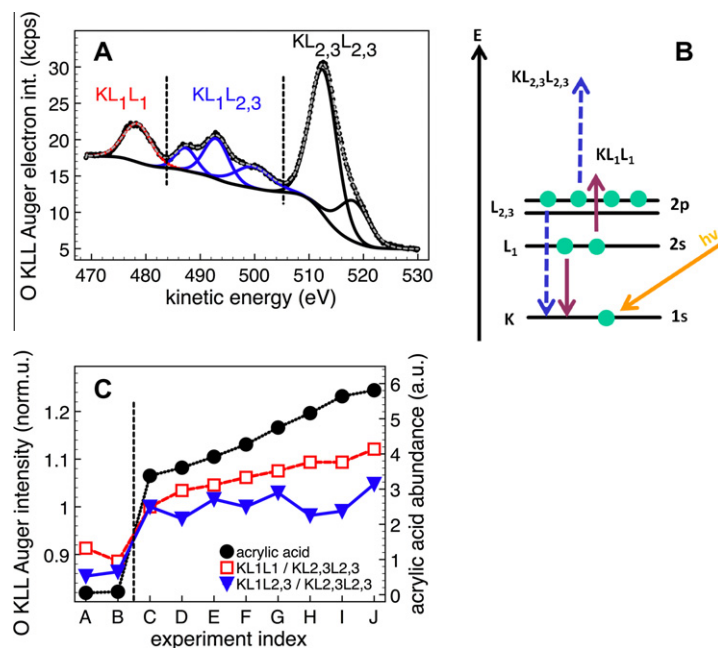 A
KL1L1
KL1L2,3
KL2,3L2,3
O KLL Auger electron int. (kcps)
30
25
20
15
10
5
470 480 490 500 510 520 530
kinetic energy (eV)
B
E
KL2,3L2,3
KL1L1
L2,3
2p
L1
2s
hv
K
1s
C
O KLL Auger intensity (norm.u.)
1.2
1.1
1
0.9
6
5
4
3
2
1
0
acrylic acid abundance (a.u.)
acrylic acid
KL1L1 / KL2,3L2,3
KL1L2,3 / KL2,3L2,3
A B C D E F G H I J
experiment index